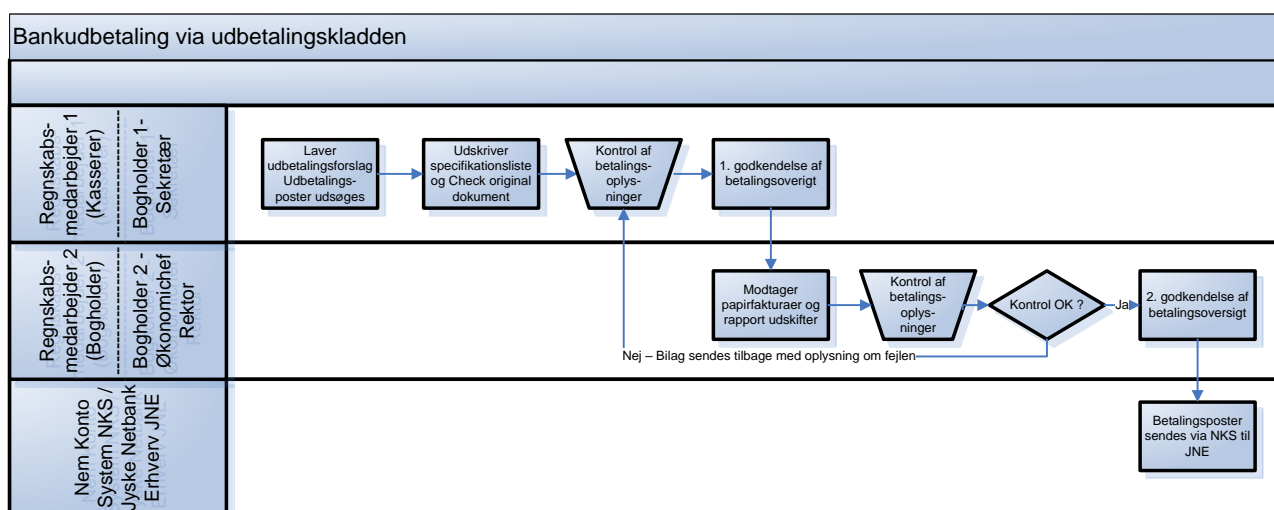 Bankudbetaling via udbetalingskladden
Regnskabs-
medarbejder 1
(Kasserer)
Bogholder 1-
Sekretær
Laver
udbetalingsforslag
Udbetalings-
poster udsøges
Udskriver
specifikationsliste
og Check original
dokument
Kontrol af
betalings-
oplys-
ninger
1. godkendelse af
betalingsoverigt
Regnskabs-
medarbejder 2
(Bogholder)
Bogholder 2 -
Økonomichef
Rektor
Modtager
papirfakturaer og
rapport udskifter
Kontrol af
betalings-
oplys-
ninger
Kontrol OK ?
Ja
2. godkendelse af
betalingsoversigt
Nej – Bilag sendes tilbage med oplysning om fejlen
Nem Konto
System NKS /
Jyske Netbank
Erhverv JNE
Betalingsposter
sendes via NKS til
JNE